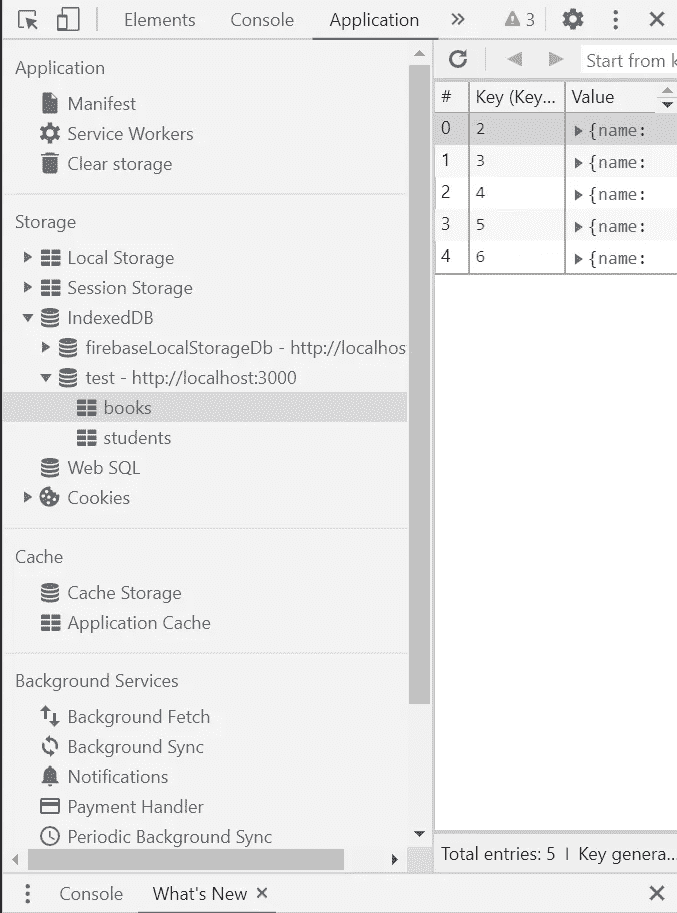 Elements Console Application 3
Application
Manifest
Service Workers
Clear storage
Storage
Local Storage
Session Storage
IndexedDB
firebaseLocalStorageDb - http://localhos
test - http://localhost:3000
books
students
Web SQL
Cookies
Cache
Cache Storage
Application Cache
Background Services
Background Fetch
Background Sync
Notifications
Payment Handler
Periodic Background Sync
Start from k
# Key (Key... Value
0 2 {name:
1 3 {name:
2 4 {name:
3 5 {name:
4 6 {name:
Total entries: 5 | Key genera...
Console What's New